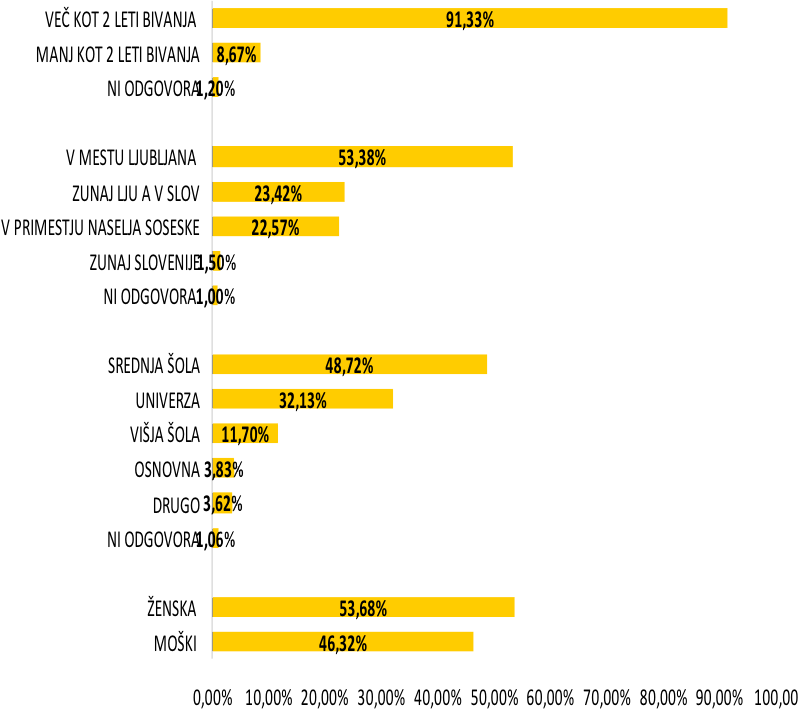 VEČ KOT 2 LETI BIVANJA 91,33%
MANJ KOT 2 LETI BIVANJA 8,67%
NI ODGOVORA 1,20%
V MESTU LJUBLJANA 53,38%
ZUNAJ LJU A V SLOV 23,42%
V PRIMESTJU NASELJA SOSESKE 22,57%
ZUNAJ SLOVENIJE 1,50%
NI ODGOVORA 1,00%
SREDNJA ŠOLA 48,72%
UNIVERZA 32,13%
VIŠJA ŠOLA 11,70%
OSNOVNA 3,83%
DRUGO 3,62%
NI ODGOVORA 1,06%
ŽENSKA 53,68%
MOŠKI 46,32%
0,00% 10,00% 20,00% 30,00% 40,00% 50,00% 60,00% 70,00% 80,00% 90,00% 100,00